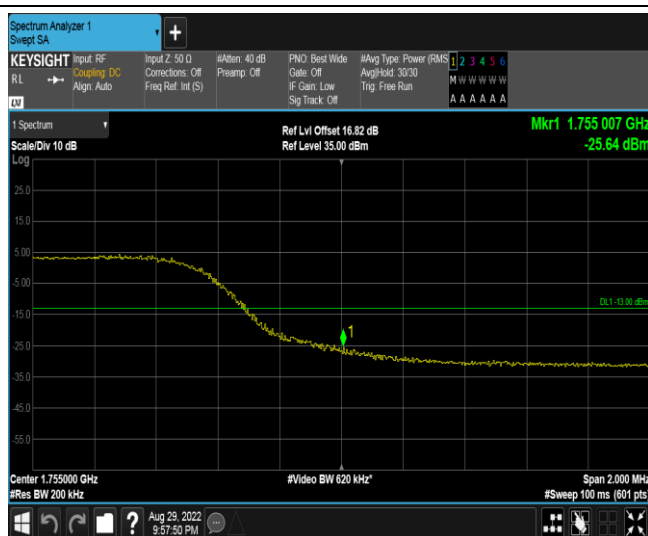 Spectrum Analyzer 1
Swept SA
+
KEYSIGHT
RL
LXI
Input: RF
Coupling: DC
Align: Auto
Input Z: 50 Ω
Corrections: Off
Freq Ref: Int (S)
#Atten: 40 dB
Preamp: Off
PNO: Best Wide
Gate: Off
IF Gain: Low
Sig Track: Off
#Avg Type: Power (RMS
Avg|Hold: 30/30
Trig: Free Run
1 2 3 4 5 6
M W W W W W
A A A A A A
1 Spectrum
Scale/Div 10 dB
Ref Lvl Offset 16.82 dB
Ref Level 35.00 dBm
Mkr1 1.755 007 GHz
-25.64 dBm
Log
25.0
15.0
5.00
-5.00
DL1 -13.00 dBm
-15.0
1
-25.0
-35.0
-45.0
-55.0
Center 1.755000 GHz
#Video BW 620 kHz*
Span 2.000 MHz
#Res BW 200 kHz
#Sweep 100 ms (601 pts)
?
Aug 29, 2022
9:57:50 PM